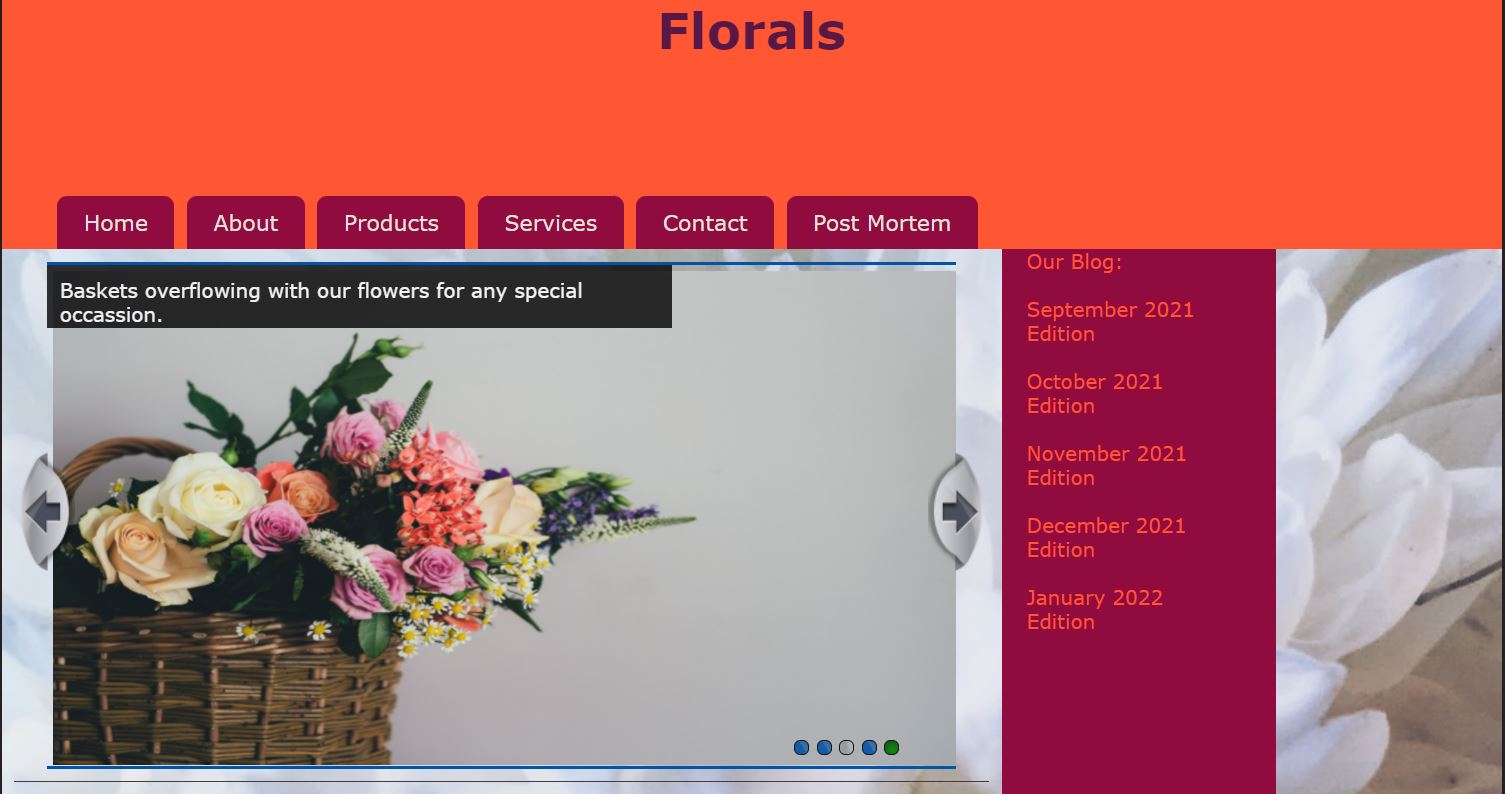 Florals
Home About Products Services Contact Post Mortem
Baskets overflowing with our flowers for any special
occassion.
Our Blog:
September 2021
Edition
October 2021
Edition
November 2021
Edition
December 2021
Edition
January 2022
Edition